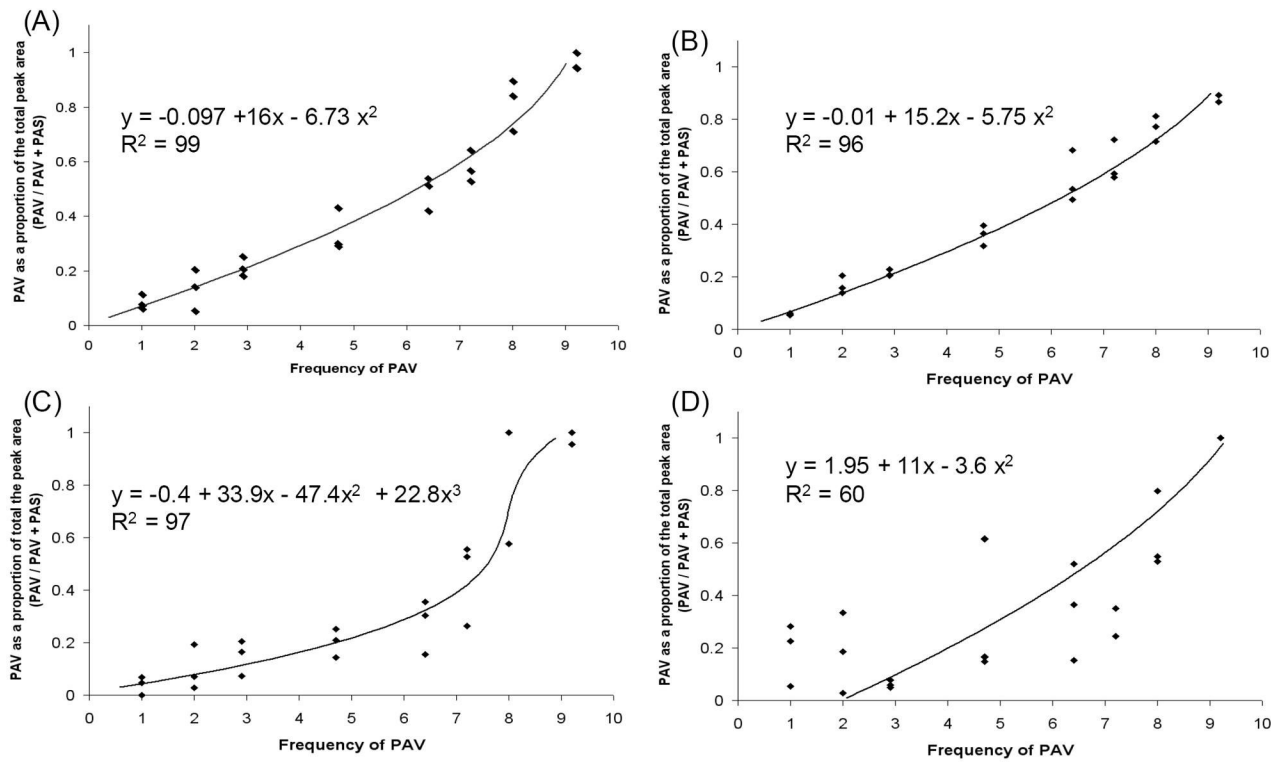 (A)
PAV as a proportion of the total peak area
(PAV / PAV + PAS)
1
0.8
0.6
0.4
0.2
0
y = -0.097 +16x - 6.73 x²
R² = 99
0 1 2 3 4 5 6 7 8 9 10
Frequency of PAV
(B)
PAV as a proportion of the total peak area
(PAV / PAV + PAS)
1
0.8
0.6
0.4
0.2
0
y = -0.01 + 15.2x - 5.75 x²
R² = 96
0 1 2 3 4 5 6 7 8 9 10
Frequency of PAV
(C)
PAV as a proportion of total the peak area
(PAV / PAV + PAS)
1
0.8
0.6
0.4
0.2
0
y = -0.4 + 33.9x - 47.4x² + 22.8x³
R² = 97
0 1 2 3 4 5 6 7 8 9 10
Frequency of PAV
(D)
PAV as a proportion of the total peak area
(PAV / PAV + PAS)
1
0.8
0.6
0.4
0.2
0
y = 1.95 + 11x - 3.6 x²
R² = 60
0 1 2 3 4 5 6 7 8 9 10
Frequency of PAV